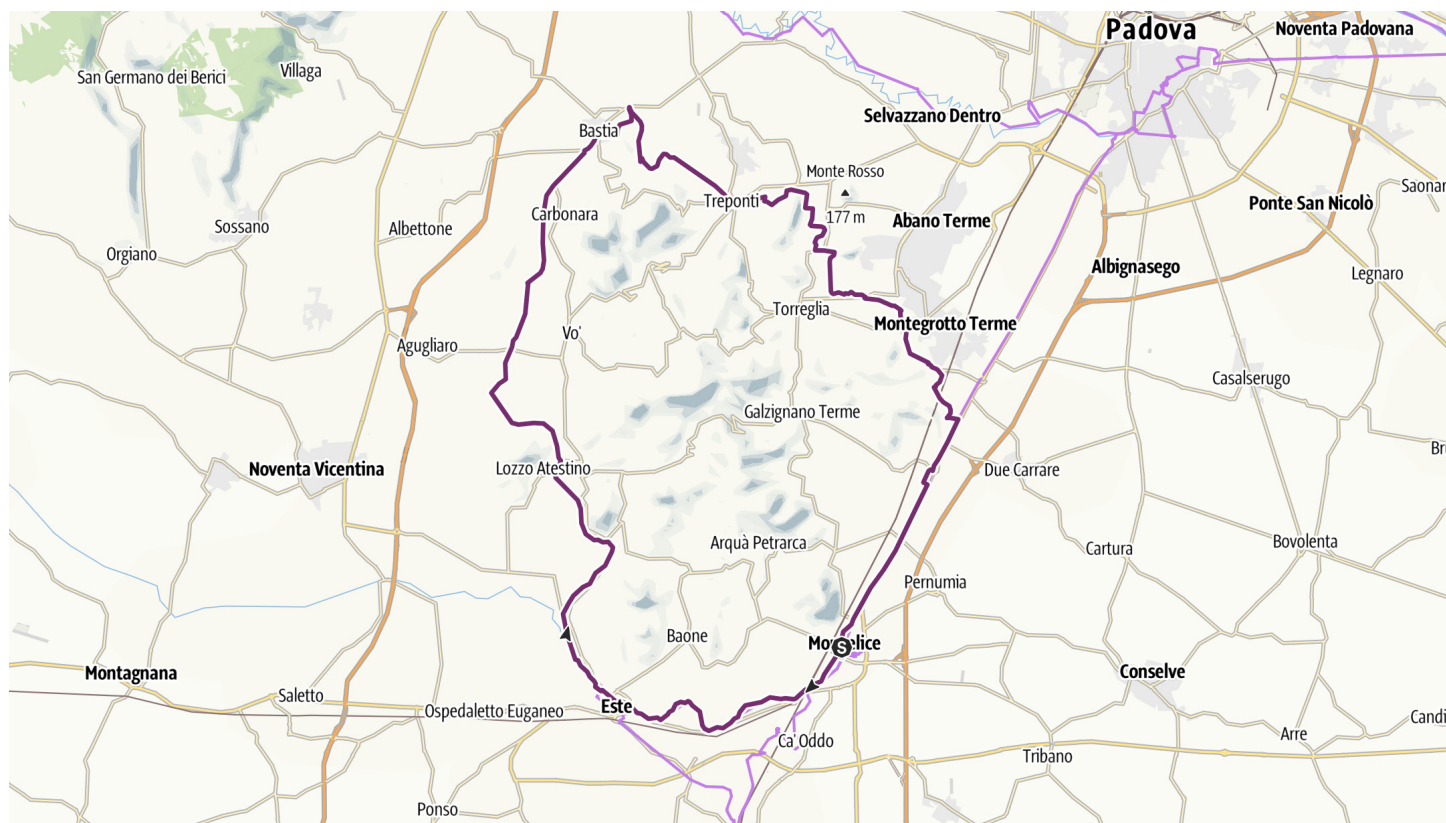 Padova
Noventa Padovana
San Germano dei Berici
Villaga
Selvazzano Dentro
Bastia
Monte Rosso
177 m
Saonar
Treponti
Ponte San Nicolò
Carbonara
Abano Terme
Sossano
Albettone
Orgiano
Albignasego
Legnaro
Torreglia
Montegrotto Terme
Vo'
Agugliaro
Casalserugo
Galzignano Terme
Bru
Noventa Vicentina
Lozzo Atestino
Due Carrare
Arquà Petrarca
Cartura
Bovolenta
Pernumia
Baone
S
Montagnana
Conselve
Saletto
Este
Ospedaletto Euganeo
Candi
Ca' Oddo
Arre
Tribano
Ponso